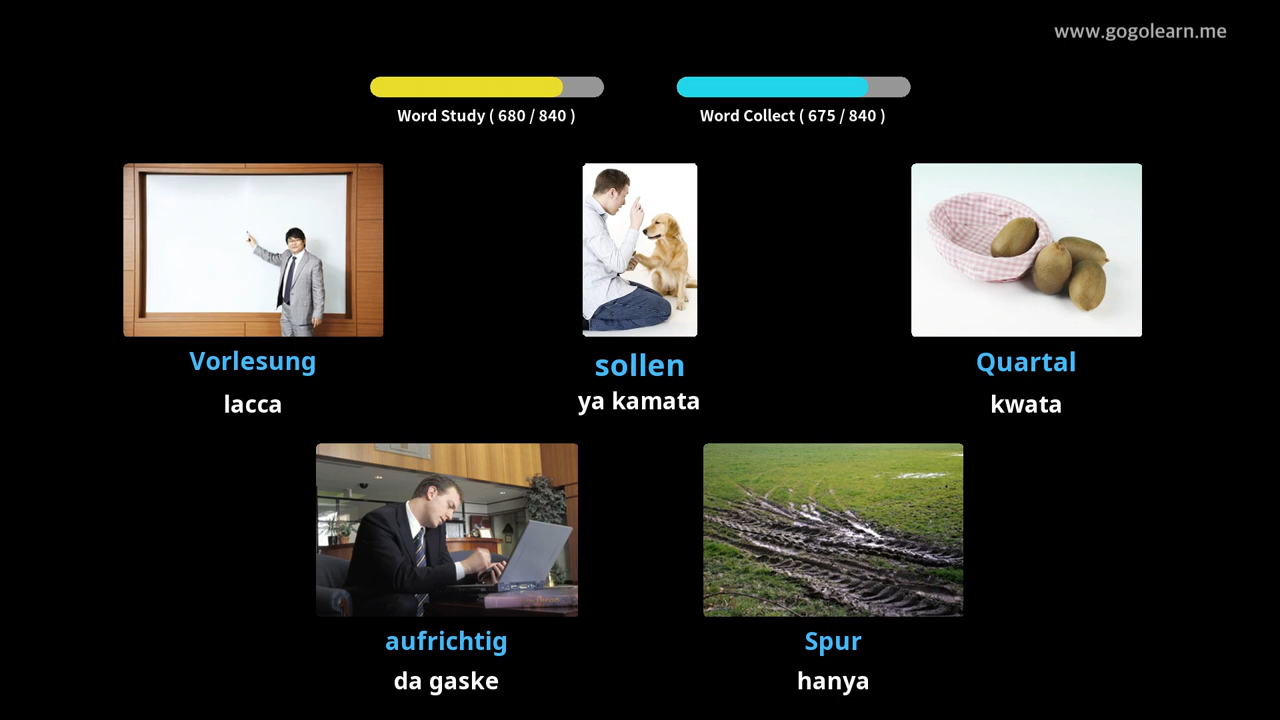 www.gogolearn.me
Word Study ( 680 / 840 )
Word Collect ( 675 / 840 )
Vorlesung
lacca
sollen
ya kamata
Quartal
kwata
aufrichtig
da gaske
Spur
hanya